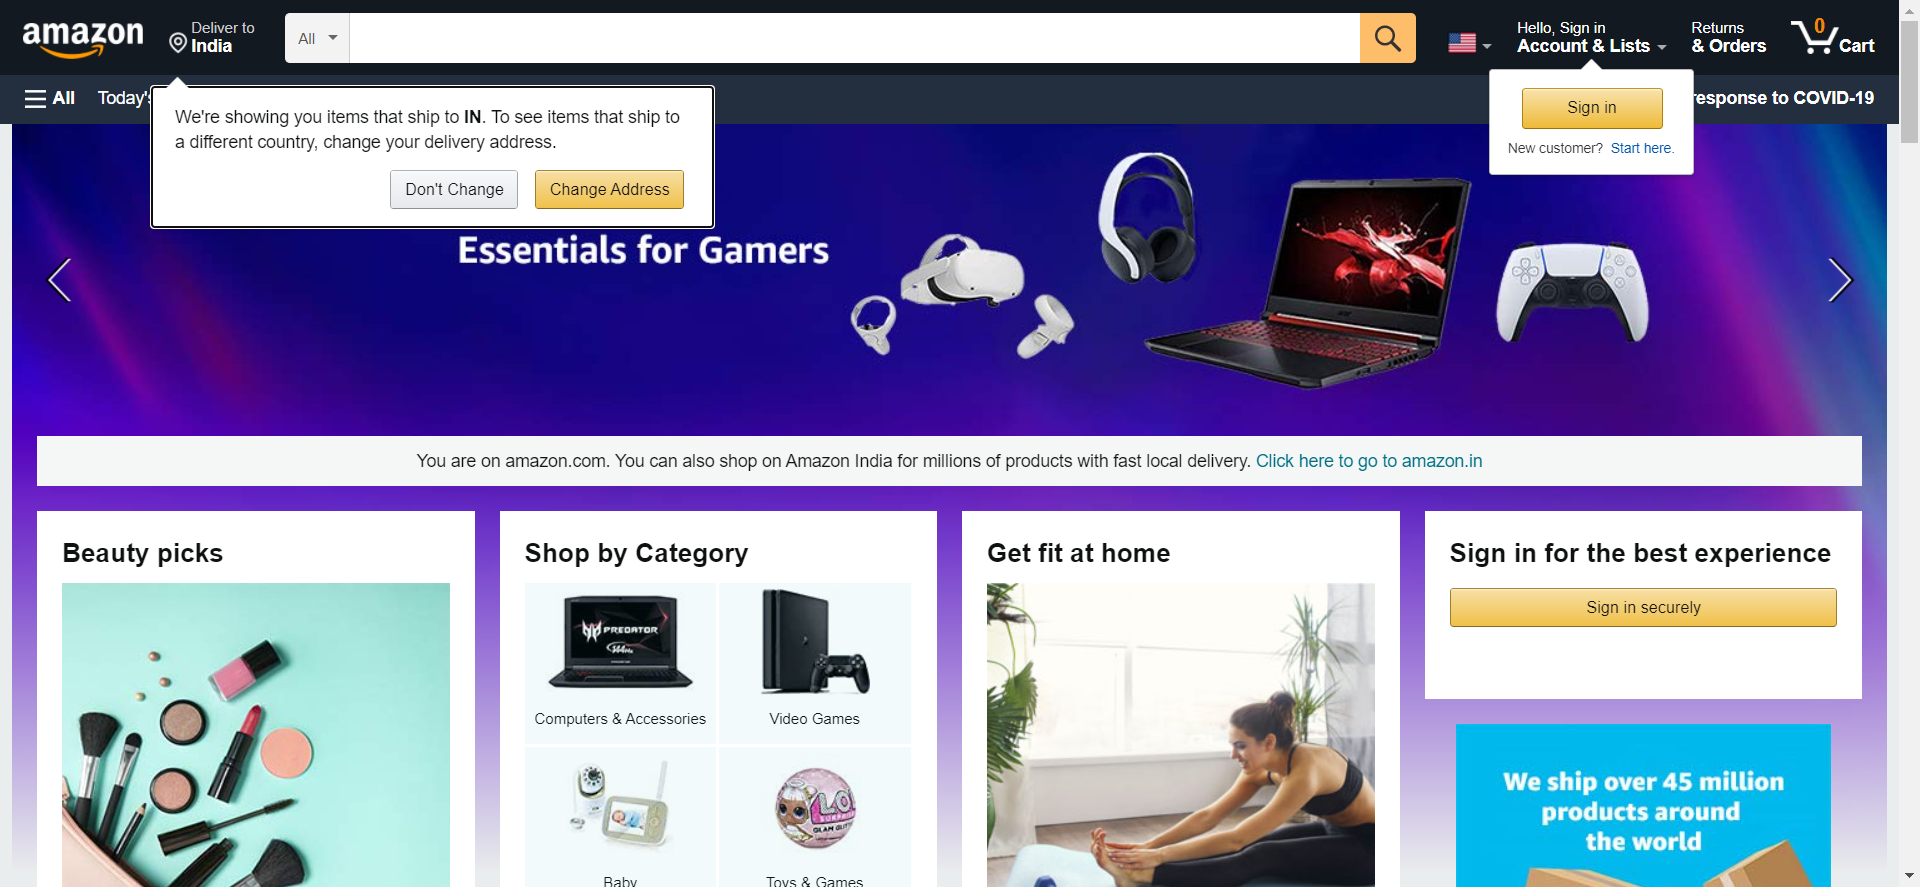 amazon
Deliver to
India
All
Hello, Sign in
Account & Lists
Returns
& Orders
0
Cart
All
Today's
response to COVID-19
We're showing you items that ship to IN. To see items that ship to
a different country, change your delivery address.
Don't Change
Change Address
Sign in
New customer? Start here.
Essentials for Gamers
You are on amazon.com. You can also shop on Amazon India for millions of products with fast local delivery. Click here to go to amazon.in
Beauty picks
Shop by Category
Get fit at home
Sign in for the best experience
Sign in securely
PREDATOR
144Hz
Computers & Accessories
Video Games
L.O.L.
SURPRISE
GLAM GLITTER
Baby
Toys & Games
We ship over 45 million
products around
the world